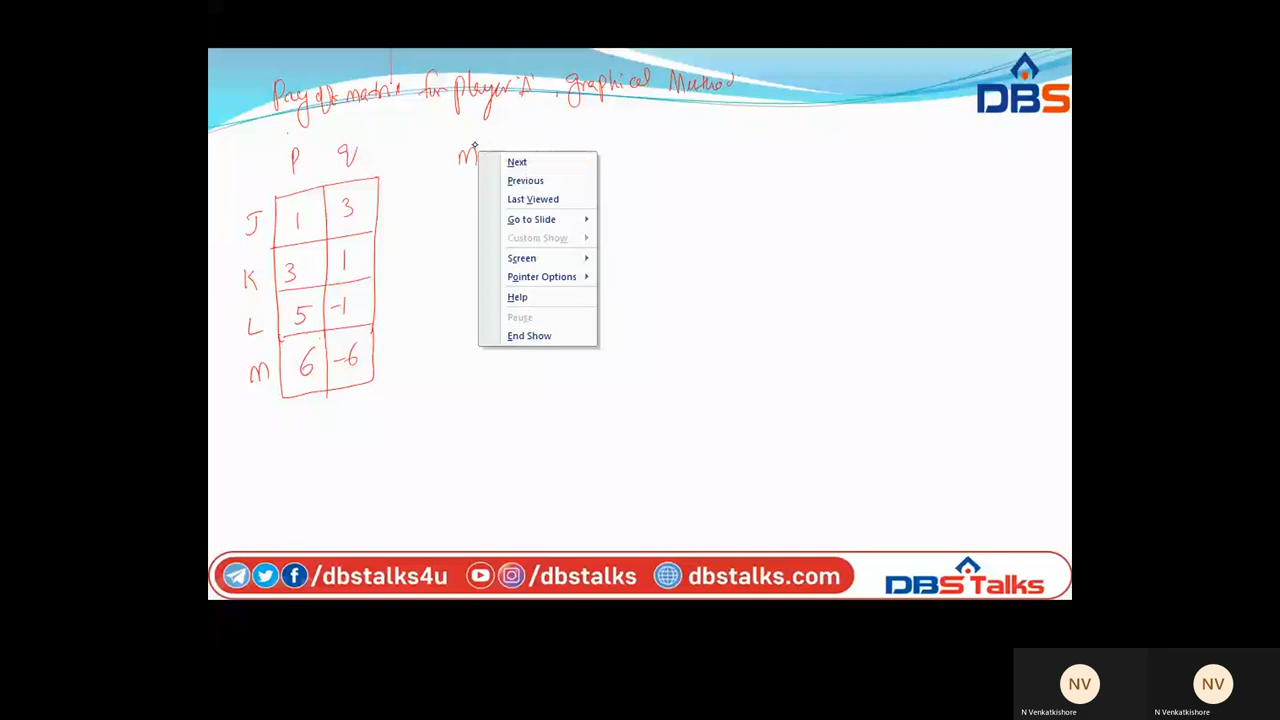 Payoff matrix for player 'A', graphical Method
DBS
P q
m
J 1 3
K 3 1
L 5 -1
M 6 -6
Next
Previous
Last Viewed
Go to Slide
Custom Show
Screen
Pointer Options
Help
Pause
End Show
/dbstalks4u /dbstalks dbstalks.com
DBS Talks
NV NV
N Venkatkishore N Venkatkishore